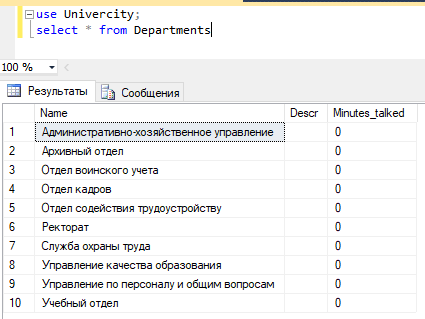 use Univercity;
select * from Departments
100 %
Результаты Сообщения
Name Descr Minutes_talked
1 Административно-хозяйственное управление 0
2 Архивный отдел 0
3 Отдел воинского учета 0
4 Отдел кадров 0
5 Отдел содействия трудоустройству 0
6 Ректорат 0
7 Служба охраны труда 0
8 Управление качества образования 0
9 Управление по персоналу и общим вопросам 0
10 Учебный отдел 0